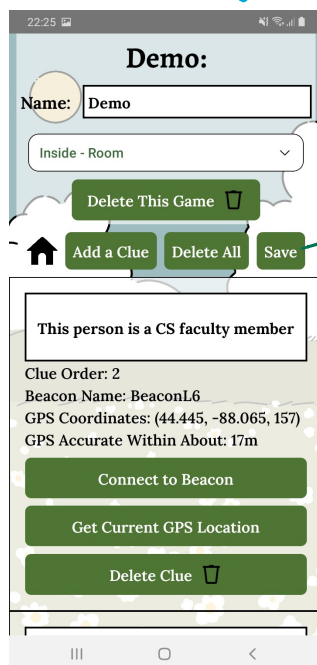 22:25
Demo:
Name: Demo
Inside - Room
Delete This Game
Add a Clue Delete All Save
This person is a CS faculty member
Clue Order: 2
Beacon Name: BeaconL6
GPS Coordinates: (44.445, -88.065, 157)
GPS Accurate Within About: 17m
Connect to Beacon
Get Current GPS Location
Delete Clue